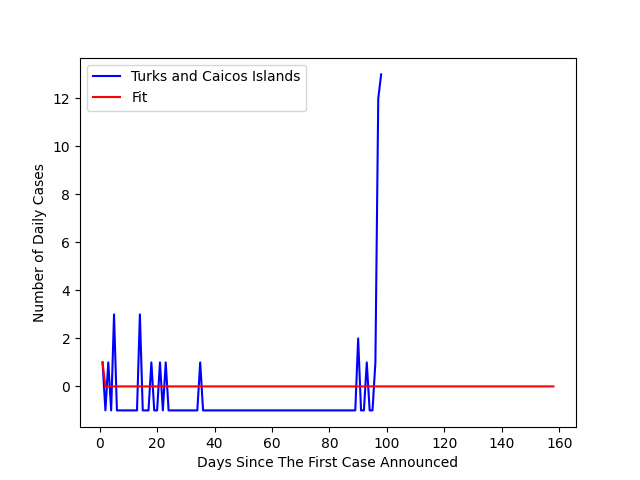 Turks and Caicos Islands
Fit
Number of Daily Cases
12
10
8
6
4
2
0
0 20 40 60 80 100 120 140 160
Days Since The First Case Announced